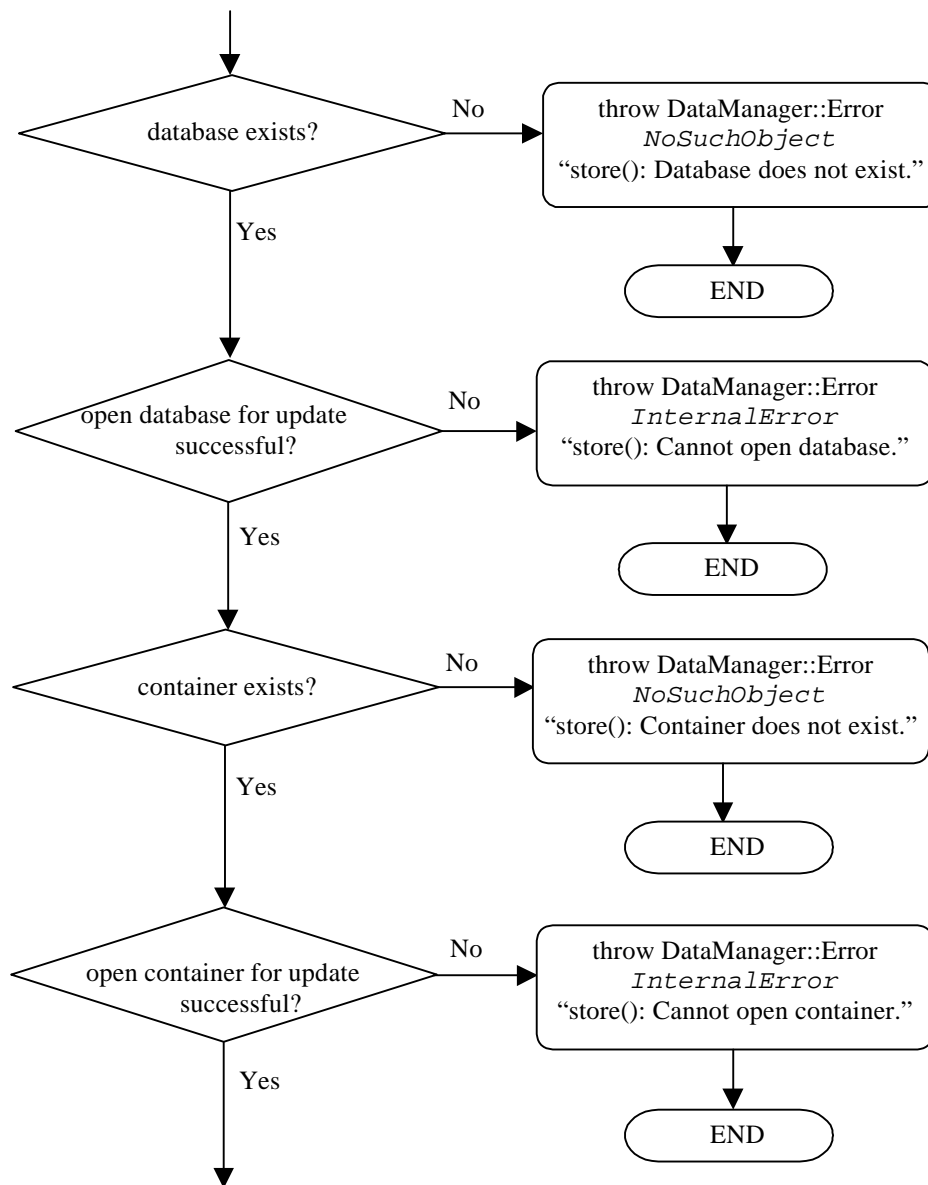 database exists?
No
throw DataManager::Error
NoSuchObject
“store(): Database does not exist.”
Yes
END
open database for update
successful?
No
throw DataManager::Error
InternalError
“store(): Cannot open database.”
Yes
END
container exists?
No
throw DataManager::Error
NoSuchObject
“store(): Container does not exist.”
Yes
END
open container for update
successful?
No
throw DataManager::Error
InternalError
“store(): Cannot open container.”
Yes
END